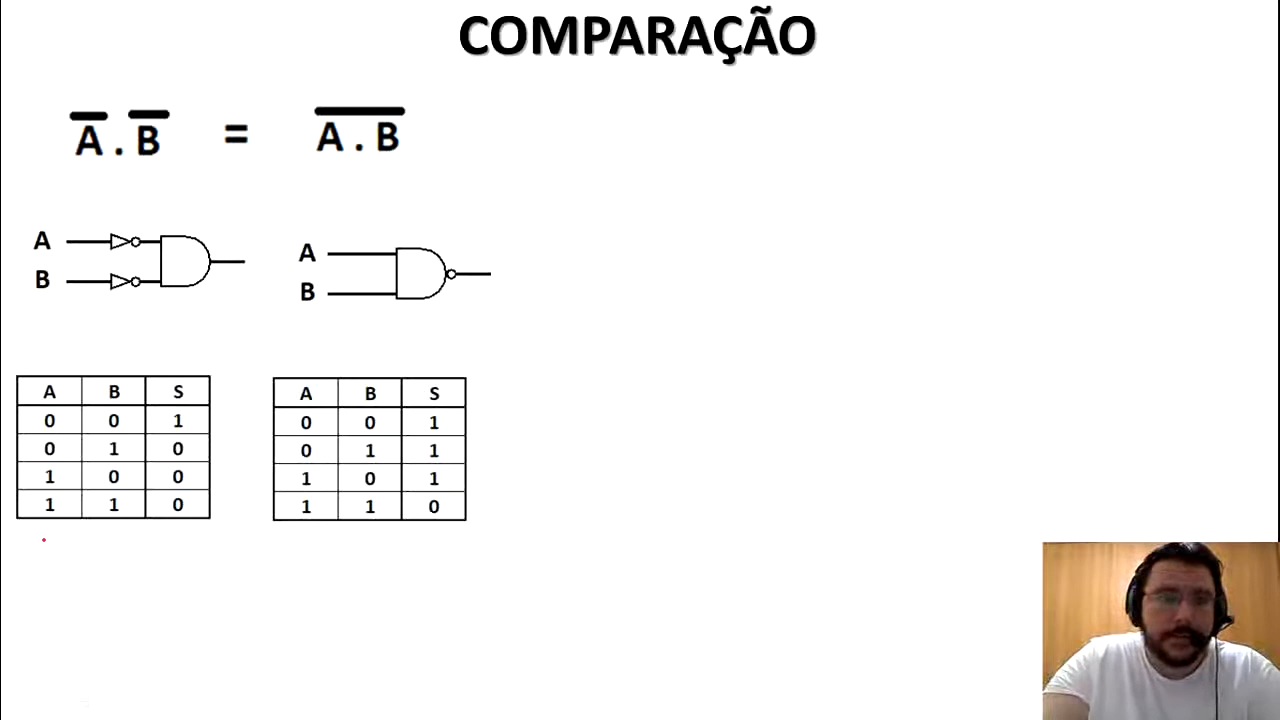 COMPARAÇÃO
A̅ . B̅ = A̅ ̅.̅ ̅B̅
A
B
A
B
A B S
0 0 1
0 1 0
1 0 0
1 1 0
A B S
0 0 1
0 1 1
1 0 1
1 1 0